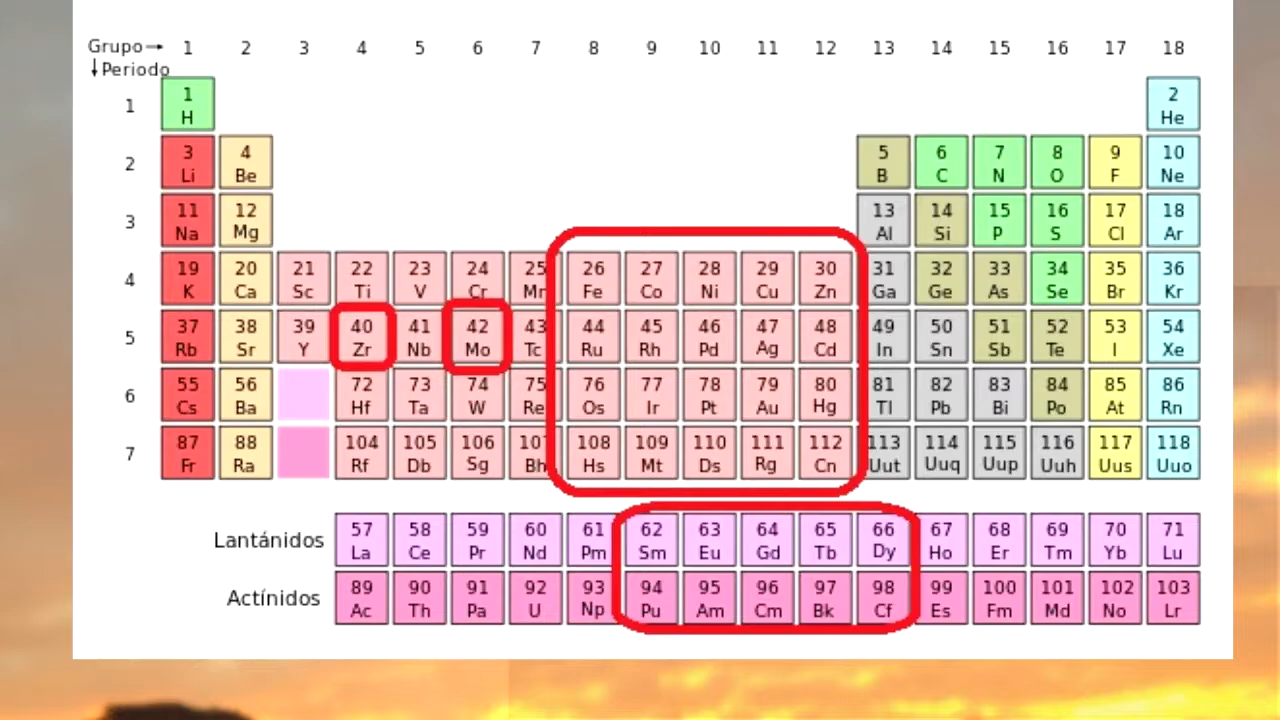 Grupo→ 1 2 3 4 5 6 7 8 9 10 11 12 13 14 15 16 17 18
↓Periodo
1 1 2
H He
2 3 4 5 6 7 8 9 10
Li Be B C N O F Ne
3 11 12 13 14 15 16 17 18
Na Mg Al Si P S Cl Ar
4 19 20 21 22 23 24 25 26 27 28 29 30 31 32 33 34 35 36
K Ca Sc Ti V Cr Mn Fe Co Ni Cu Zn Ga Ge As Se Br Kr
5 37 38 39 40 41 42 43 44 45 46 47 48 49 50 51 52 53 54
Rb Sr Y Zr Nb Mo Tc Ru Rh Pd Ag Cd In Sn Sb Te I Xe
6 55 56 72 73 74 75 76 77 78 79 80 81 82 83 84 85 86
Cs Ba Hf Ta W Re Os Ir Pt Au Hg Tl Pb Bi Po At Rn
7 87 88 104 105 106 107 108 109 110 111 112 113 114 115 116 117 118
Fr Ra Rf Db Sg Bh Hs Mt Ds Rg Cn Uut Uuq Uup Uuh Uus Uuo
Lantánidos 57 58 59 60 61 62 63 64 65 66 67 68 69 70 71
La Ce Pr Nd Pm Sm Eu Gd Tb Dy Ho Er Tm Yb Lu
Actínidos 89 90 91 92 93 94 95 96 97 98 99 100 101 102 103
Ac Th Pa U Np Pu Am Cm Bk Cf Es Fm Md No Lr